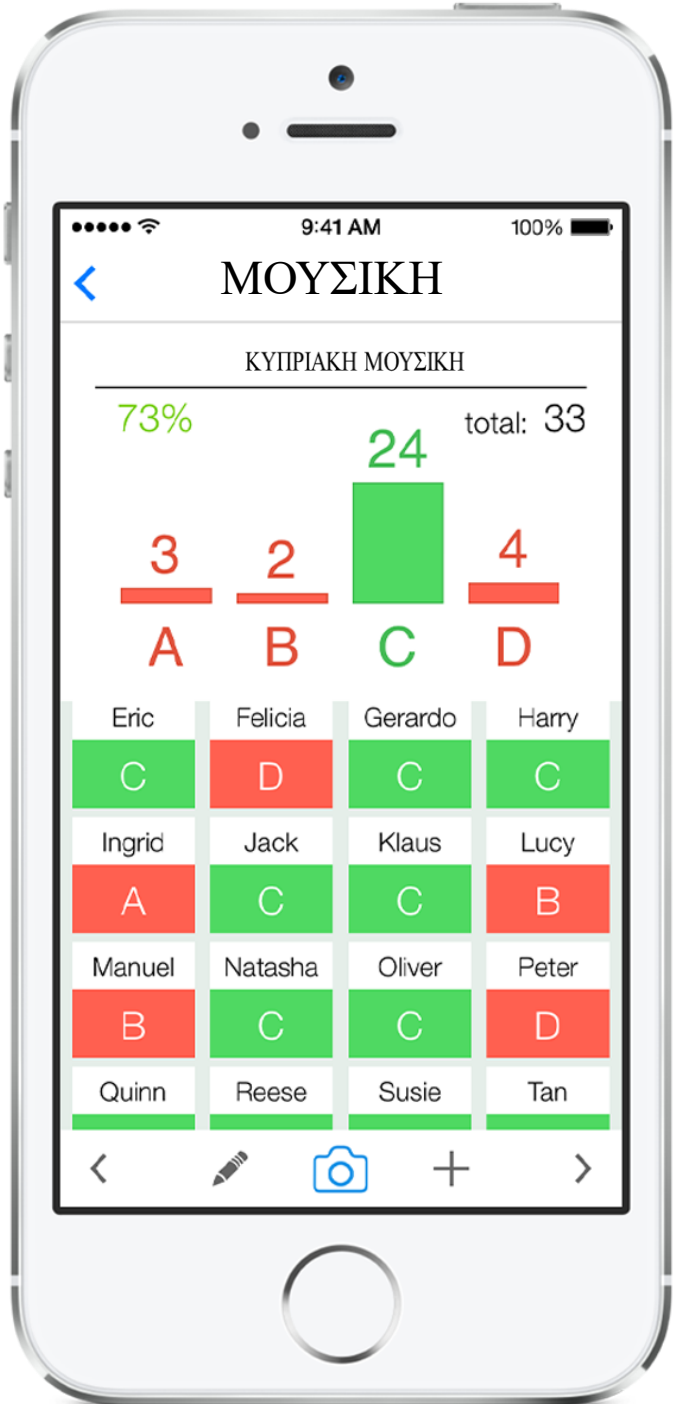 9:41 AM 100%
ΜΟΥΣΙΚΗ
ΚΥΠΡΙΑΚΗ ΜΟΥΣΙΚΗ
73% total: 33
24
3 2 4
A B C D
Eric Felicia Gerardo Harry
C D C C
Ingrid Jack Klaus Lucy
A C C B
Manuel Natasha Oliver Peter
B C C D
Quinn Reese Susie Tan